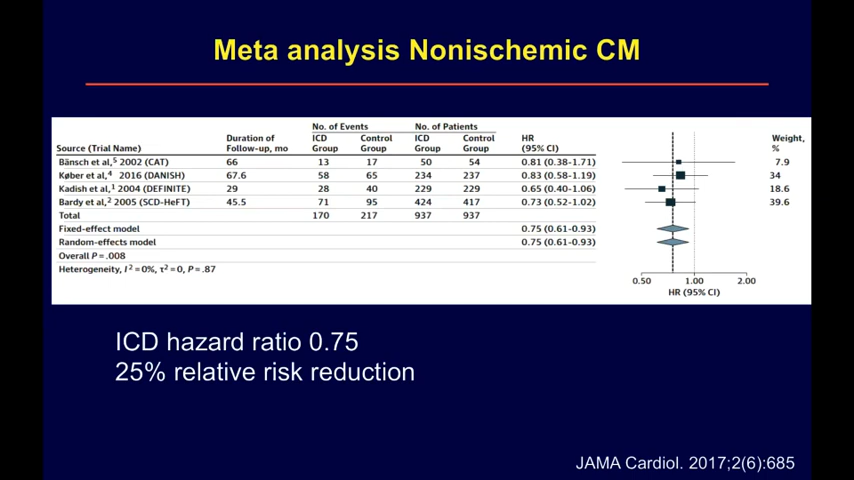 Meta analysis Nonischemic CM
No. of Events No. of Patients
Duration of ICD Control ICD Control HR Weight,
Source (Trial Name) Follow-up, mo Group Group Group Group (95% CI) %
Bänsch et al,5 2002 (CAT) 66 13 17 50 54 0.81 (0.38-1.71) 7.9
Køber et al,4 2016 (DANISH) 67.6 58 65 234 237 0.83 (0.58-1.19) 34
Kadish et al,1 2004 (DEFINITE) 29 28 40 229 229 0.65 (0.40-1.06) 18.6
Bardy et al,2 2005 (SCD-HeFT) 45.5 71 95 424 417 0.73 (0.52-1.02) 39.6
Total 170 217 937 937
Fixed-effect model 0.75 (0.61-0.93)
Random-effects model 0.75 (0.61-0.93)
Overall P = .008
Heterogeneity, I2 = 0%, τ2 = 0, P = .87
0.50 1.00 2.00
HR (95% CI)
ICD hazard ratio 0.75
25% relative risk reduction
JAMA Cardiol. 2017;2(6):685